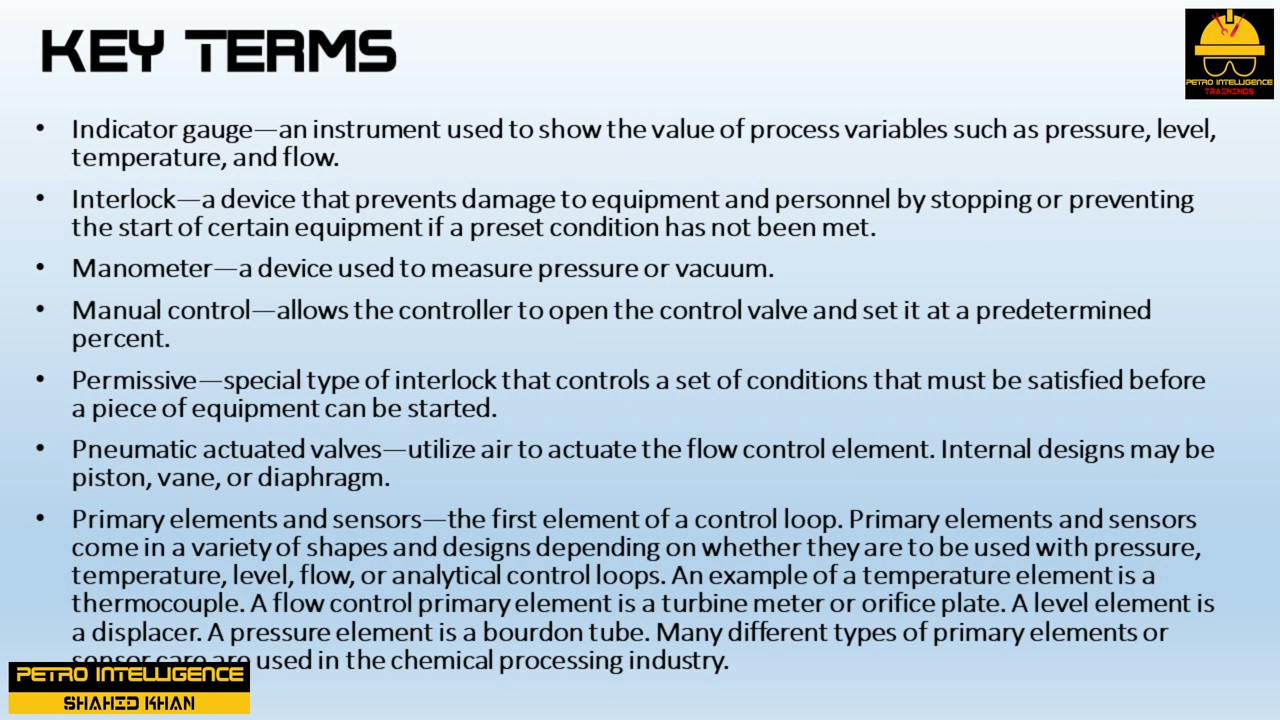 KEY TERMS
PETRO INTELLIGENCE
TRAININGS
• Indicator gauge—an instrument used to show the value of process variables such as pressure, level,
temperature, and flow.
• Interlock—a device that prevents damage to equipment and personnel by stopping or preventing
the start of certain equipment if a preset condition has not been met.
• Manometer—a device used to measure pressure or vacuum.
• Manual control—allows the controller to open the control valve and set it at a predetermined
percent.
• Permissive—special type of interlock that controls a set of conditions that must be satisfied before
a piece of equipment can be started.
• Pneumatic actuated valves—utilize air to actuate the flow control element. Internal designs may be
piston, vane, or diaphragm.
• Primary elements and sensors—the first element of a control loop. Primary elements and sensors
come in a variety of shapes and designs depending on whether they are to be used with pressure,
temperature, level, flow, or analytical control loops. An example of a temperature element is a
thermocouple. A flow control primary element is a turbine meter or orifice plate. A level element is
a displacer. A pressure element is a bourdon tube. Many different types of primary elements or
used in the chemical processing industry.
PETRO INTELLIGENCE
SHAHID KHAN